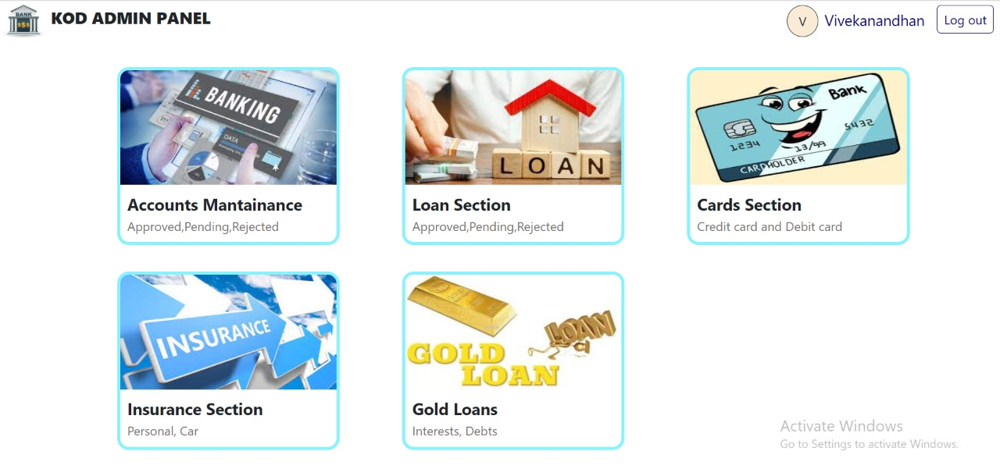 BANK
$$$
KOD ADMIN PANEL
V
Vivekanandhan
Log out
BANKING
DATA
Accounts Mantainance
Approved,Pending,Rejected
LOAN
Loan Section
Approved,Pending,Rejected
Bank
5432
1234
13/99
CARDHOLDER
Cards Section
Credit card and Debit card
INSURANCE
Insurance Section
Personal, Car
LOAN
GOLD
LOAN
Gold Loans
Interests, Debts
Activate Windows
Go to Settings to activate Windows.